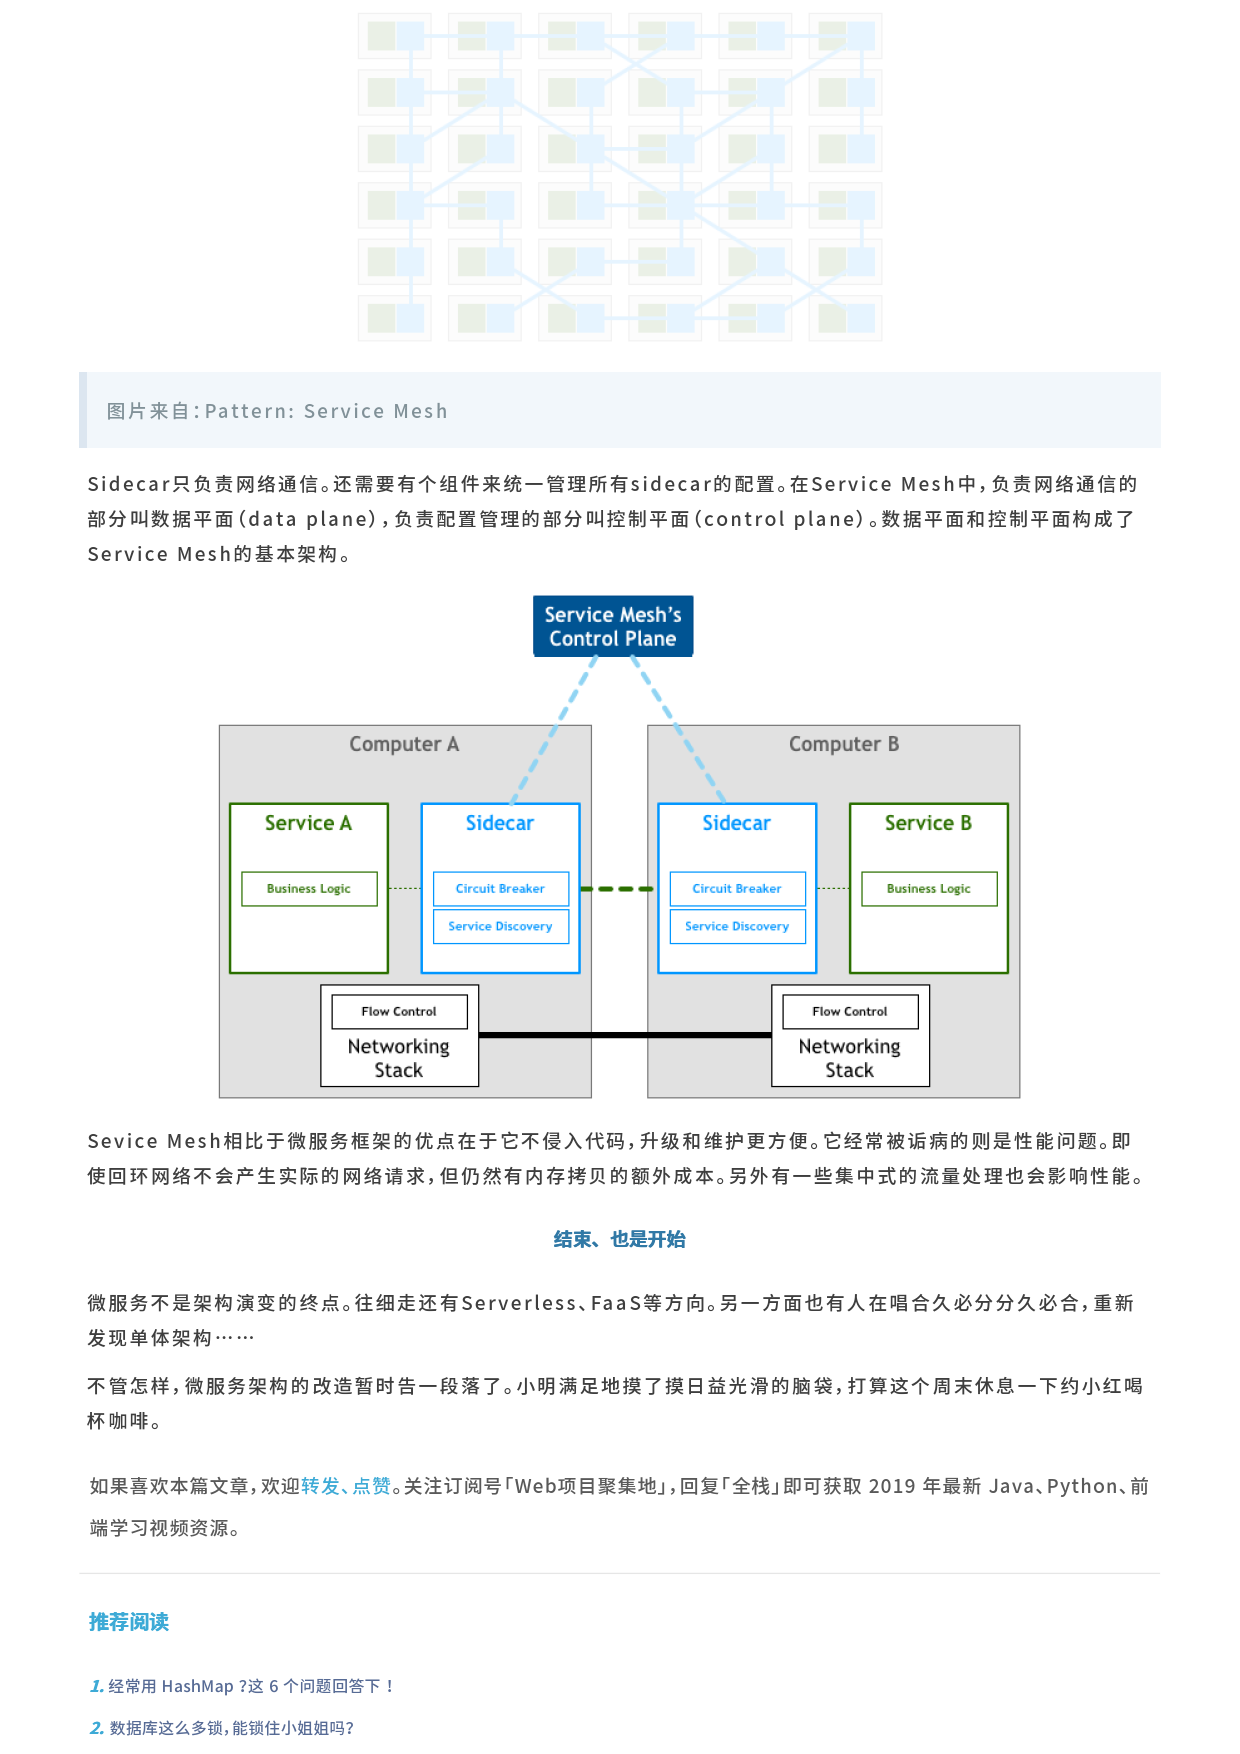 图片来自：Pattern: Service Mesh
Sidecar只负责网络通信。还需要有个组件来统一管理所有sidecar的配置。在Service Mesh中，负责网络通信的
部分叫数据平面（data plane），负责配置管理的部分叫控制平面（control plane）。数据平面和控制平面构成了
Service Mesh的基本架构。
Service Mesh’s
Control Plane
Computer A
Computer B
Service A
Sidecar
Sidecar
Service B
Business Logic
Circuit Breaker
Circuit Breaker
Business Logic
Service Discovery
Service Discovery
Flow Control
Flow Control
Networking
Stack
Networking
Stack
Sevice Mesh相比于微服务框架的优点在于它不侵入代码，升级和维护更方便。它经常被诟病的则是性能问题。即
使回环网络不会产生实际的网络请求，但仍然有内存拷贝的额外成本。另外有一些集中式的流量处理也会影响性能。
结束、也是开始
微服务不是架构演变的终点。往细走还有Serverless、FaaS等方向。另一方面也有人在唱合久必分分久必合，重新
发现单体架构……
不管怎样，微服务架构的改造暂时告一段落了。小明满足地摸了摸日益光滑的脑袋，打算这个周末休息一下约小红喝
杯咖啡。
如果喜欢本篇文章，欢迎转发、点赞。关注订阅号「Web项目聚集地」，回复「全栈」即可获取 2019 年最新 Java、Python、前
端学习视频资源。
推荐阅读
1. 经常用 HashMap ?这 6 个问题回答下 ！
2. 数据库这么多锁，能锁住小姐姐吗?